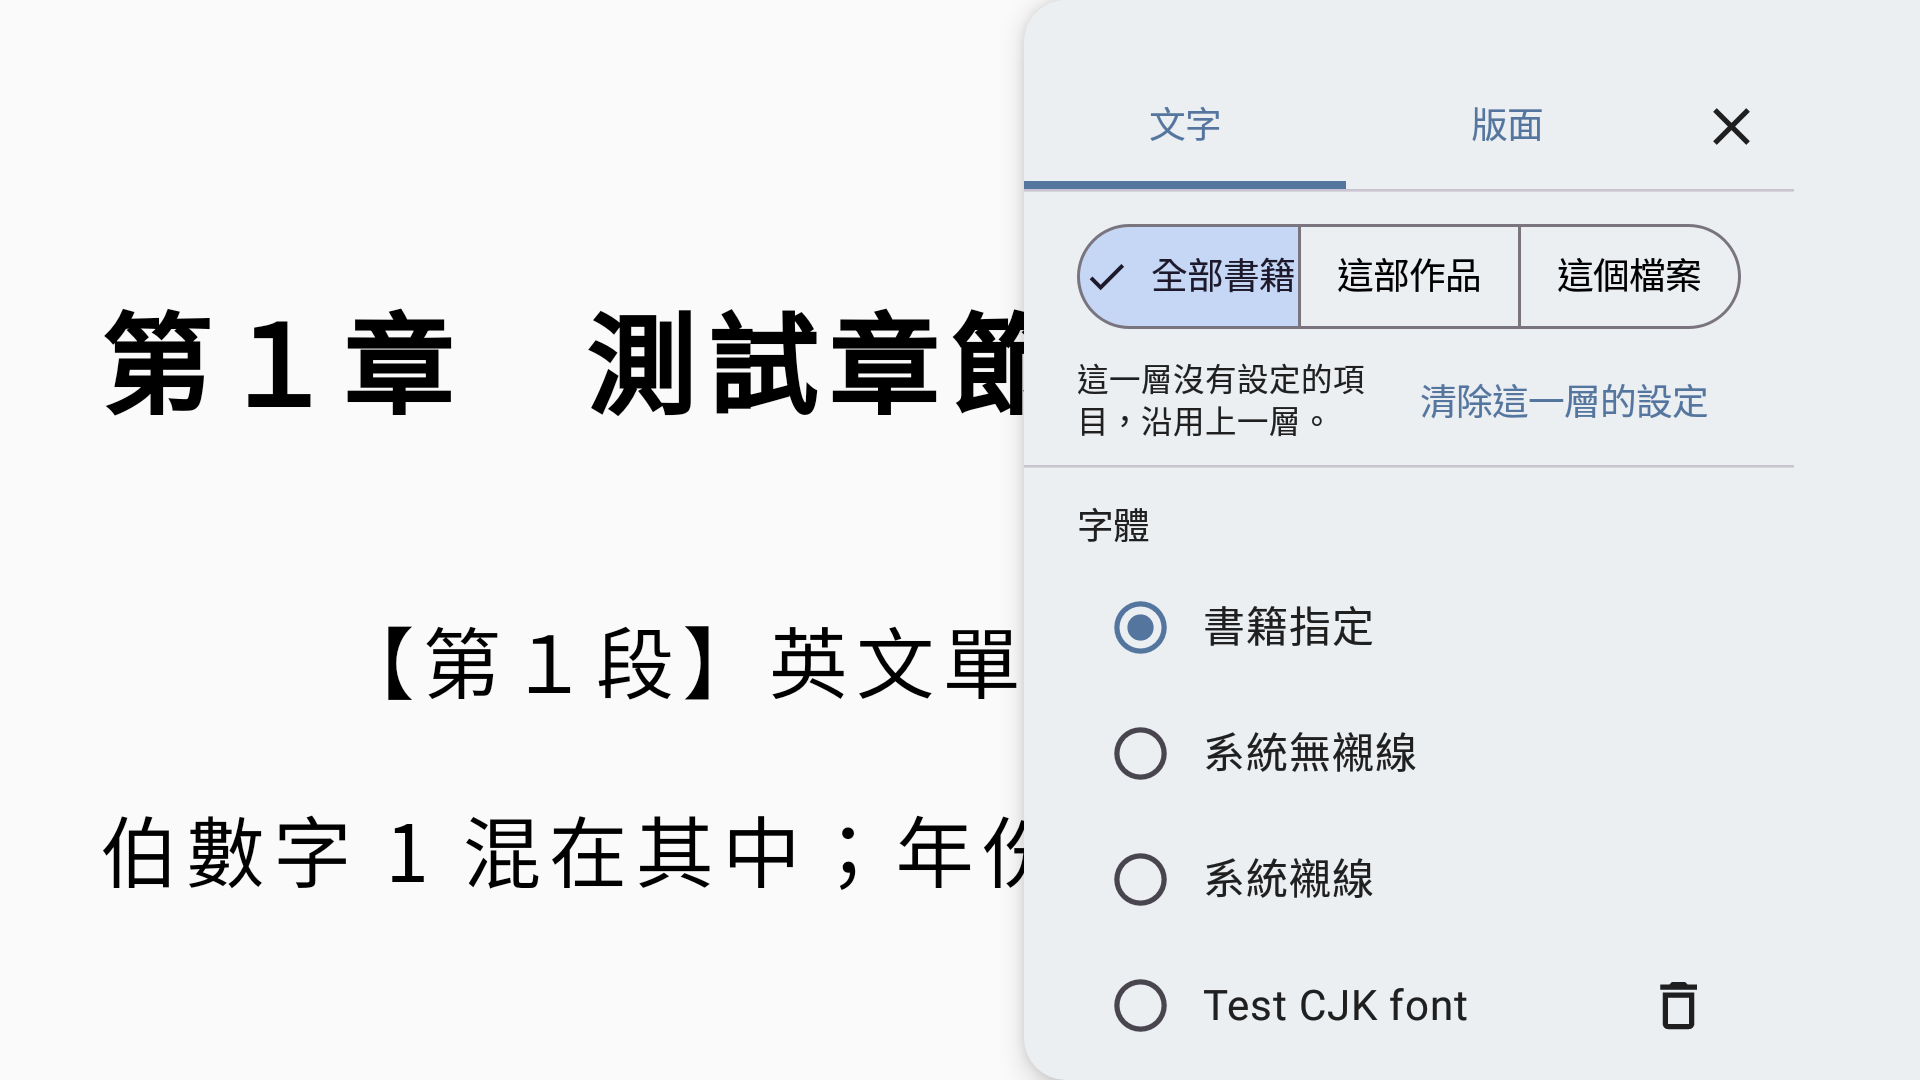 第１章　測試章節
【第１段】英文單
伯數字 1 混在其中；年份
文字
版面
全部書籍
這部作品
這個檔案
這一層沒有設定的項
目，沿用上一層。
清除這一層的設定
字體
書籍指定
系統無襯線
系統襯線
Test CJK font